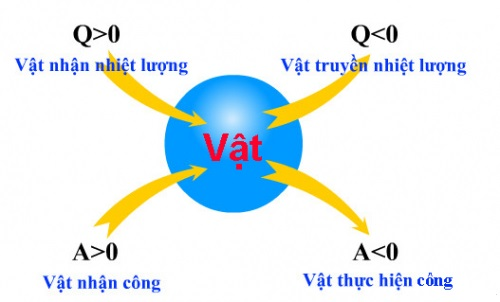 Q>0
Vật nhận nhiệt lượng
Q<0
Vật truyền nhiệt lượng
Vật
A>0
Vật nhận công
A<0
Vật thực hiện công